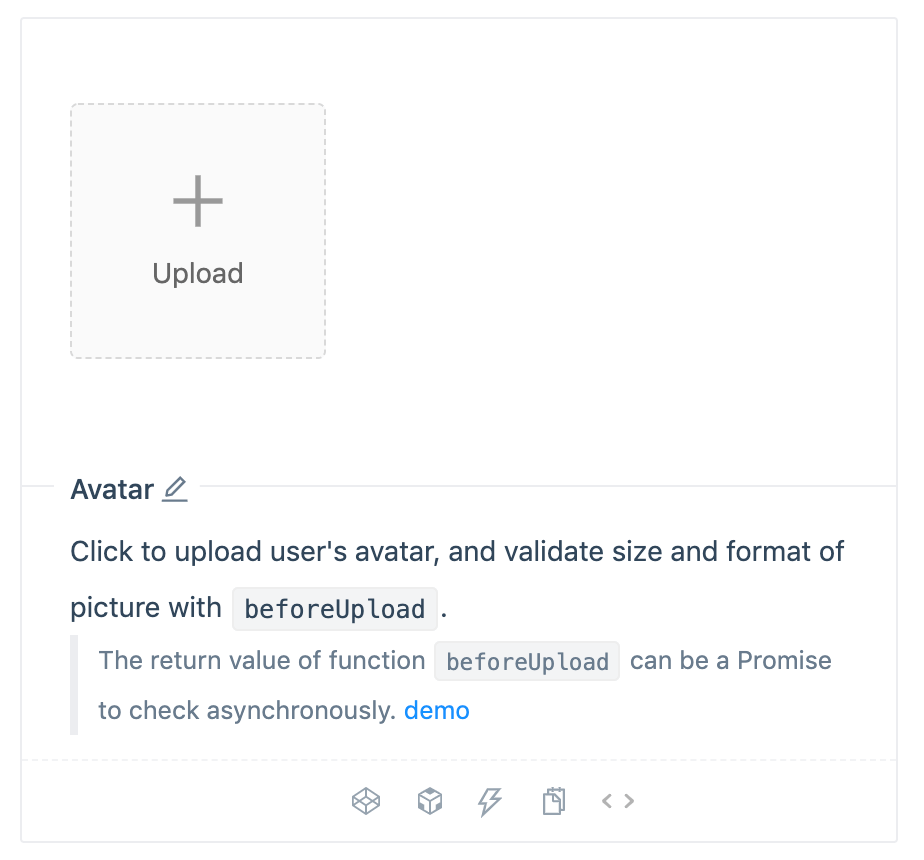 Upload
Avatar
Click to upload user's avatar, and validate size and format of
picture with beforeUpload.
The return value of function beforeUpload can be a Promise
to check asynchronously. demo